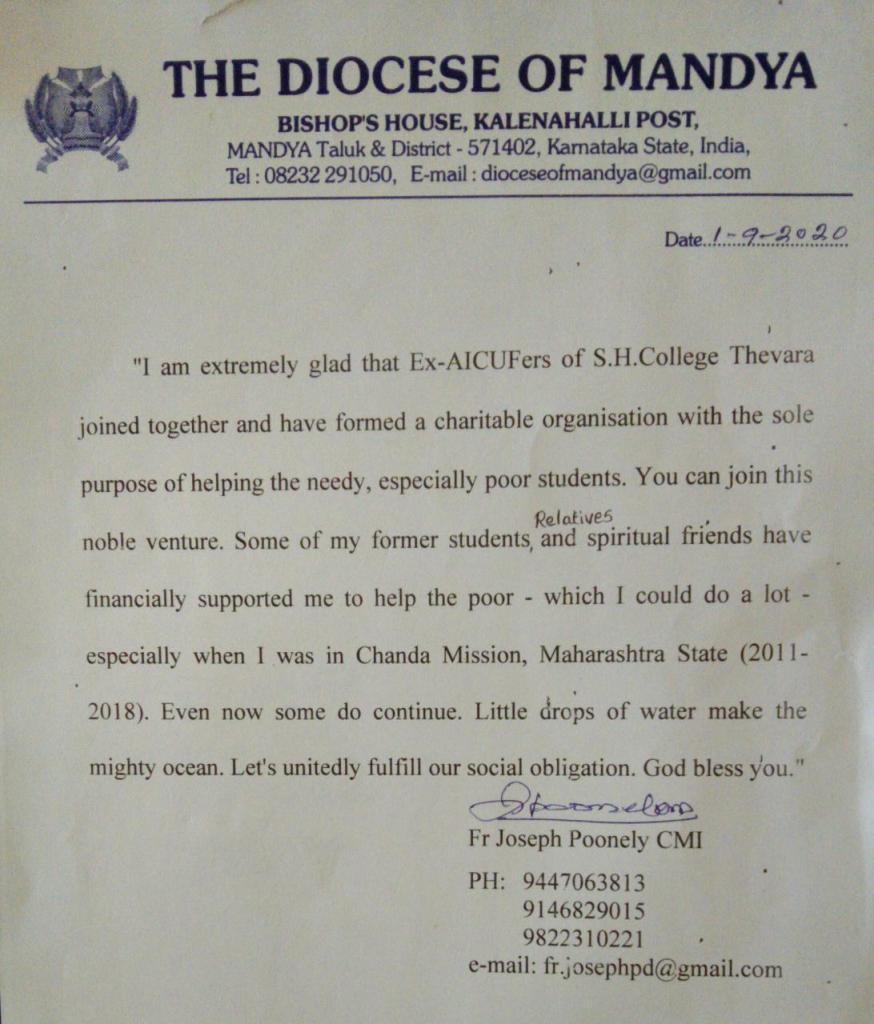 THE DIOCESE OF MANDYA
BISHOP'S HOUSE, KALENAHALLI POST,
MANDYA Taluk & District - 571402, Karnataka State, India,
Tel : 08232 291050, E-mail : dioceseofmandya@gmail.com
Date 1-9-2020
"I am extremely glad that Ex-AICUFers of S.H.College Thevara
joined together and have formed a charitable organisation with the sole
purpose of helping the needy, especially poor students. You can join this
Relatives
noble venture. Some of my former students, and spiritual friends have
financially supported me to help the poor - which I could do a lot -
especially when I was in Chanda Mission, Maharashtra State (2011-
2018). Even now some do continue. Little drops of water make the
mighty ocean. Let's unitedly fulfill our social obligation. God bless you."
Fr Joseph Poonely CMI
PH: 9447063813
9146829015
9822310221
e-mail: fr.josephpd@gmail.com